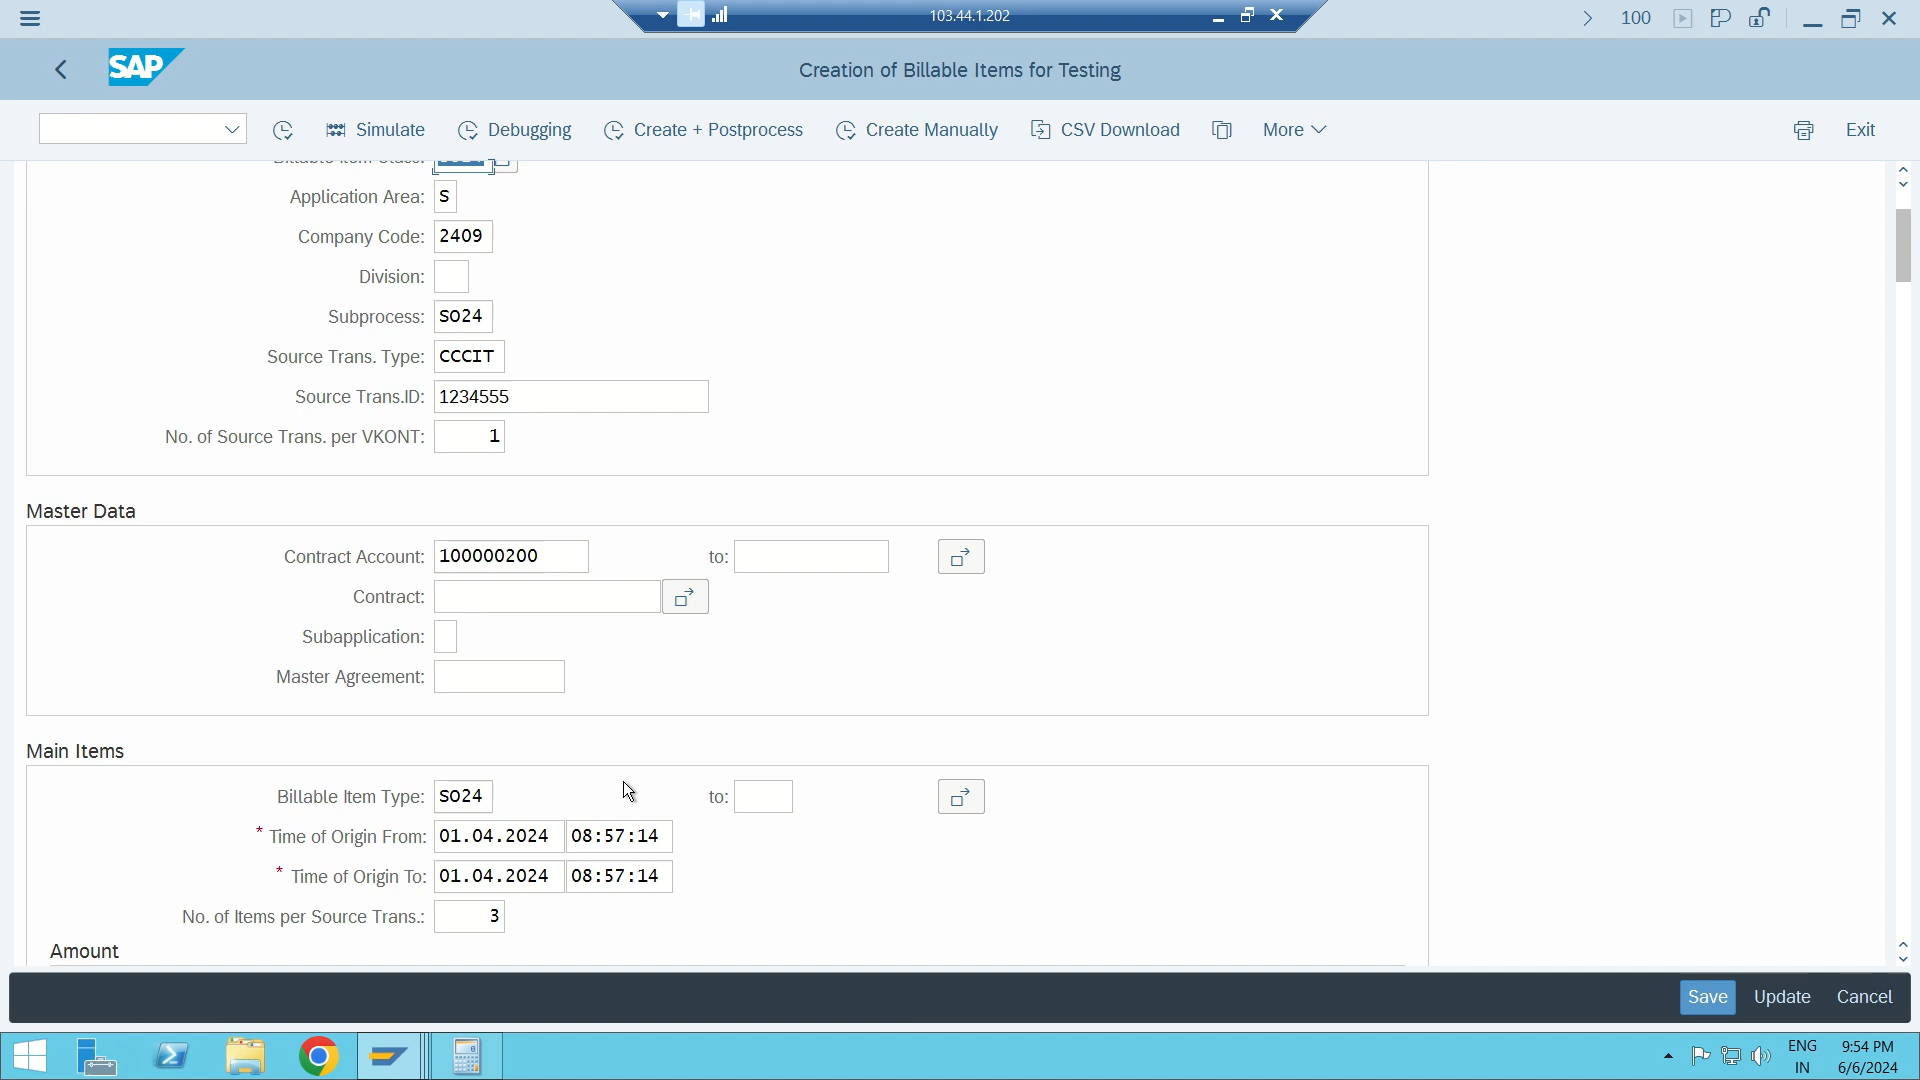 103.44.1.202
100
SAP
Creation of Billable Items for Testing
Simulate Debugging Create + Postprocess Create Manually CSV Download More Exit
Application Area: S
Company Code: 2409
Division:
Subprocess: SO24
Source Trans. Type: CCCIT
Source Trans.ID: 1234555
No. of Source Trans. per VKONT: 1
Master Data
Contract Account: 100000200 to:
Contract:
Subapplication:
Master Agreement:
Main Items
Billable Item Type: SO24 to:
* Time of Origin From: 01.04.2024 08:57:14
* Time of Origin To: 01.04.2024 08:57:14
No. of Items per Source Trans.: 3
Amount
Save Update Cancel
ENG 9:54 PM
IN 6/6/2024